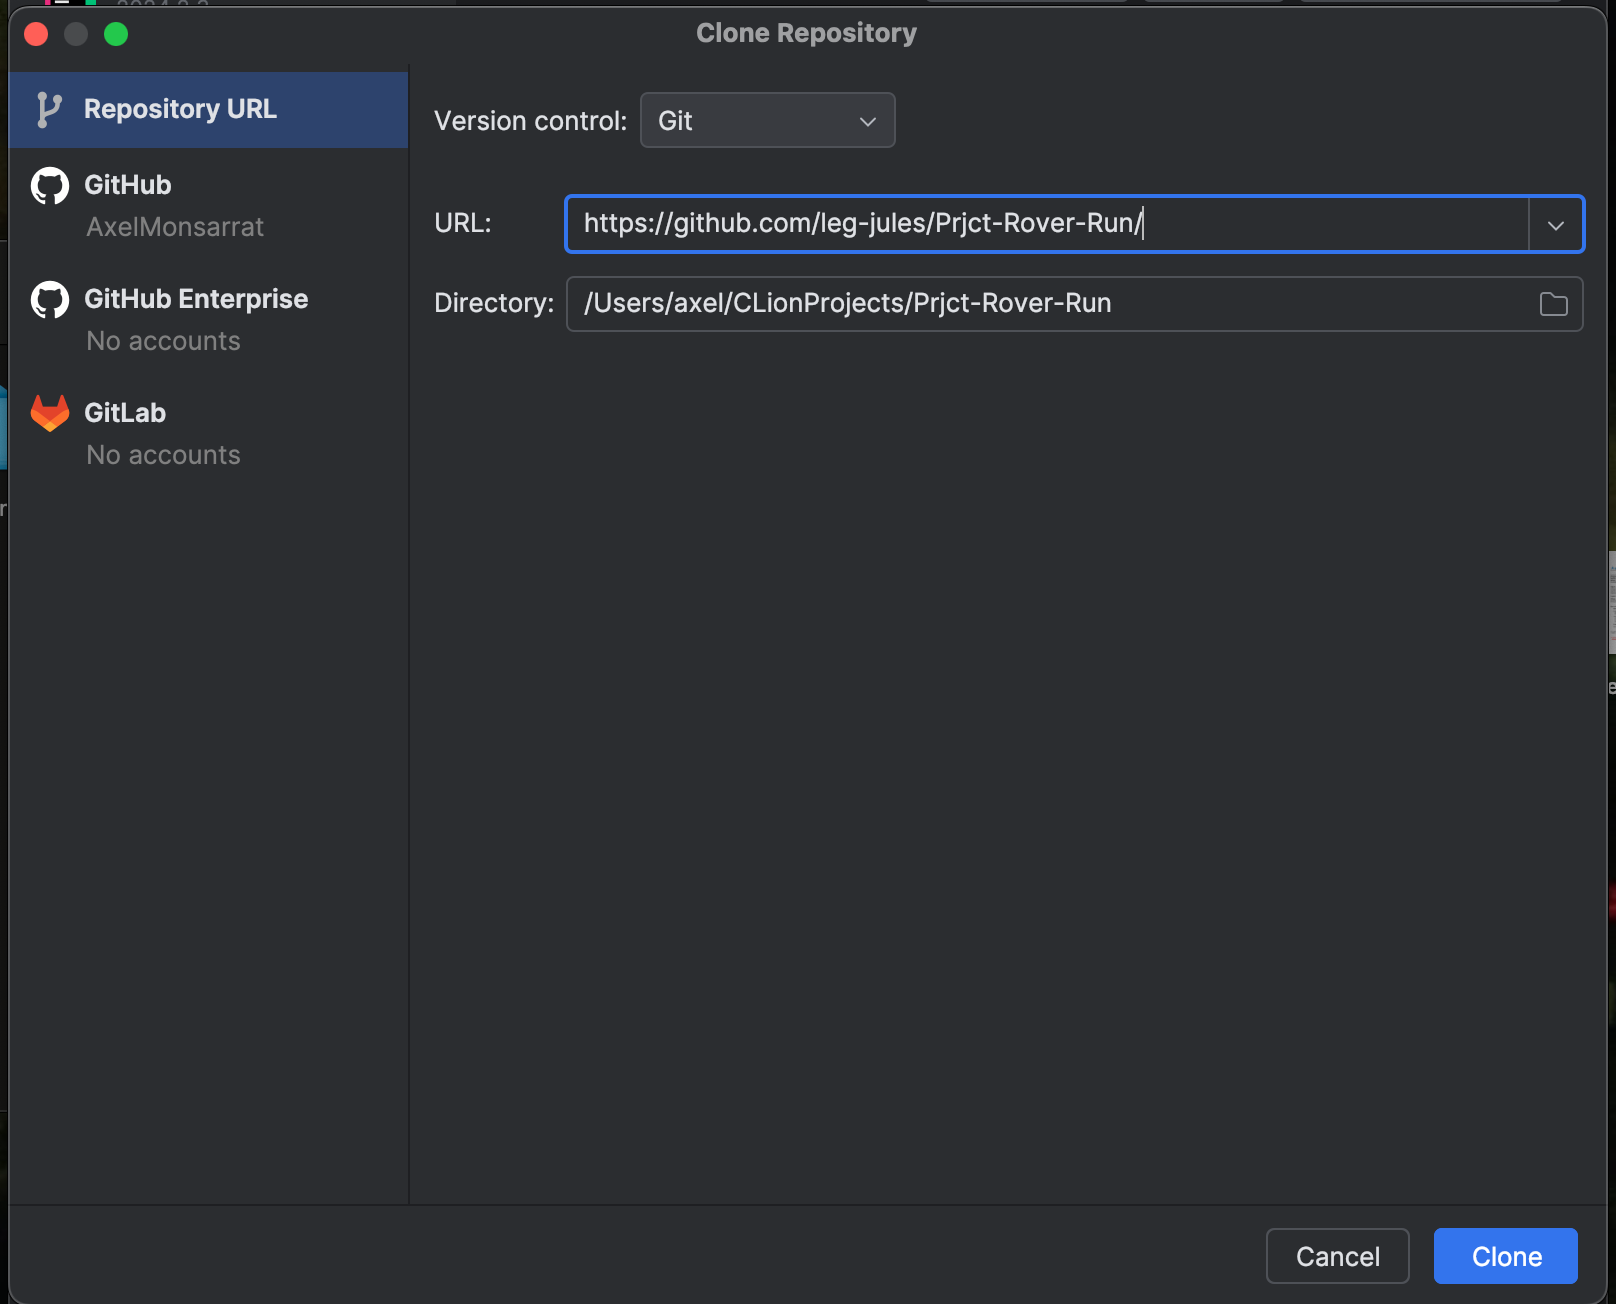 Clone Repository
Repository URL
Version control: Git
GitHub
AxelMonsarrat
URL: https://github.com/leg-jules/Prjct-Rover-Run/
GitHub Enterprise
No accounts
Directory: /Users/axel/CLionProjects/Prjct-Rover-Run
GitLab
No accounts
Cancel
Clone